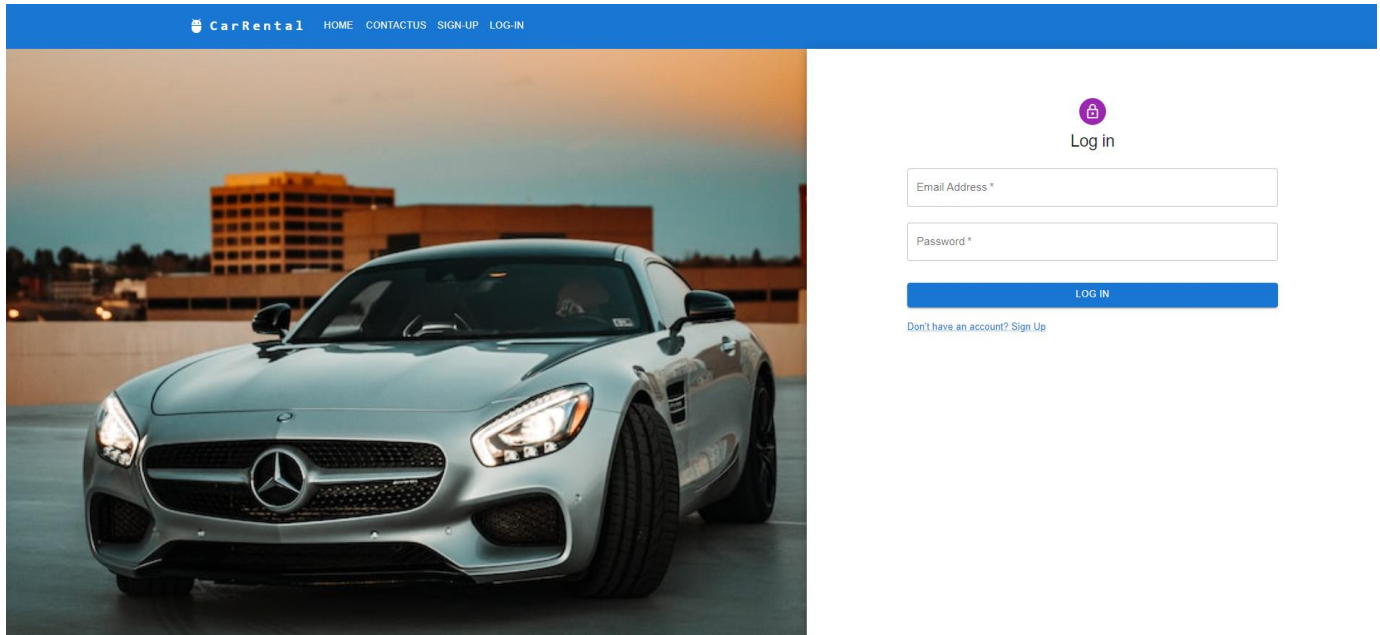 CarRental HOME CONTACTUS SIGN-UP LOG-IN
Log in
Email Address *
Password *
LOG IN
Don't have an account? Sign Up